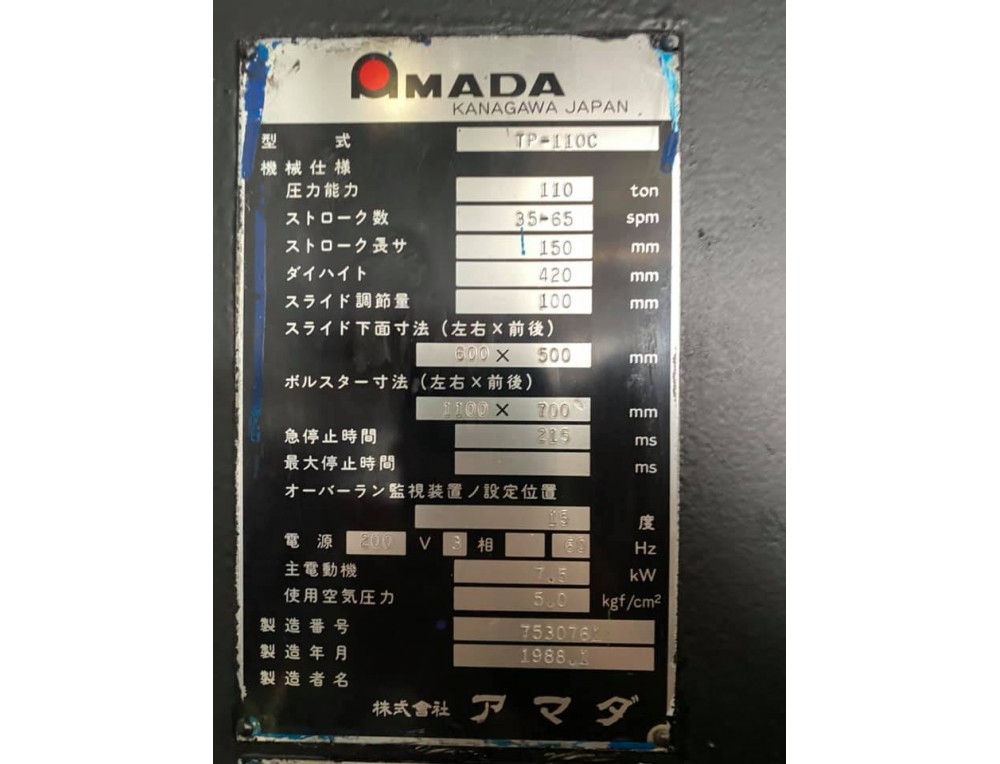 AMADA
KANAGAWA JAPAN
型式 TP-110C
機械仕様
圧力能力 110 ton
ストローク数 35-65 spm
ストローク長サ 150 mm
ダイハイト 420 mm
スライド調節量 100 mm
スライド下面寸法(左右×前後)
600 × 500 mm
ボルスター寸法(左右×前後)
1100 × 700 mm
急停止時間 215 ms
最大停止時間 ms
オーバーラン監視装置ノ設定位置
15 度
電源 200 V 3 相 60 Hz
主電動機 7.5 kW
使用空気圧力 5.0 kgf/cm²
製造番号 7530761
製造年月 1988.1
製造者名
株式會社 アマダ